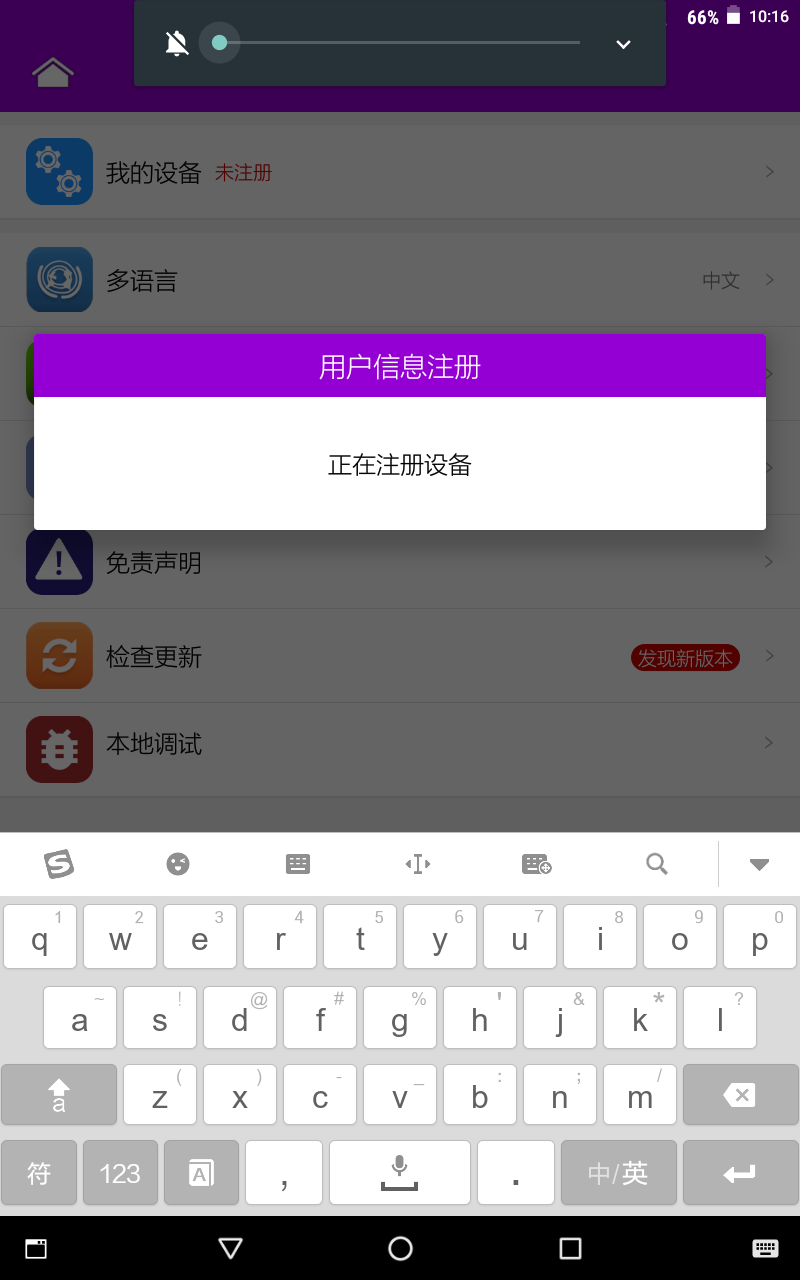 66% 10:16
我的设备 未注册
多语言 中文
用户信息注册
正在注册设备
免责声明
检查更新 发现新版本
本地调试
1 2 3 4 5 6 7 8 9 0
q w e r t y u i o p
~ ! @ # % ' & * ?
a s d f g h j k l
( ) - _ : ; /
a z x c v b n m
符 123 A , . 中/英